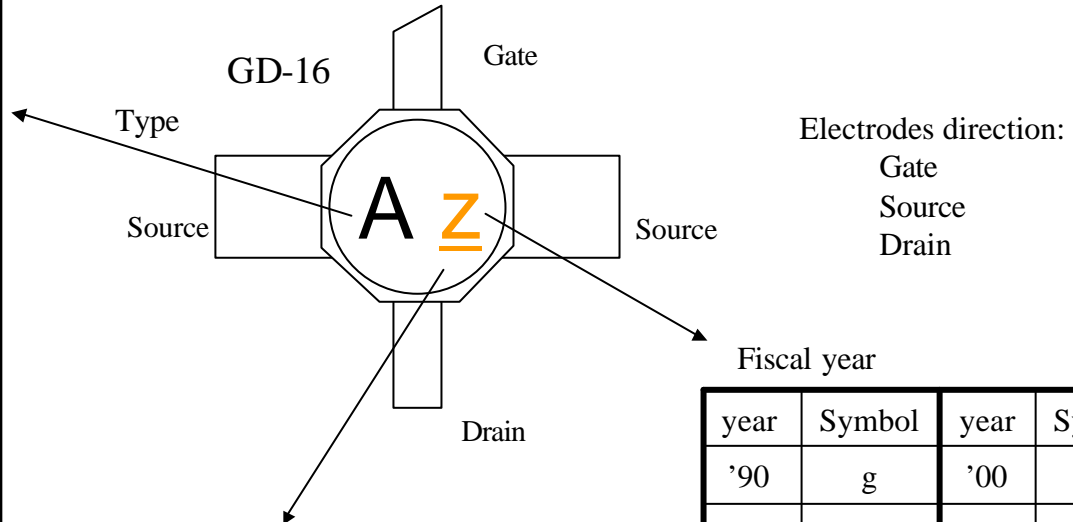 GD-16
Gate
Type
Electrodes direction:
Gate
Source
Drain
A z
Source
Source
Drain
Fiscal year
year Symbol year
’90 g ’00